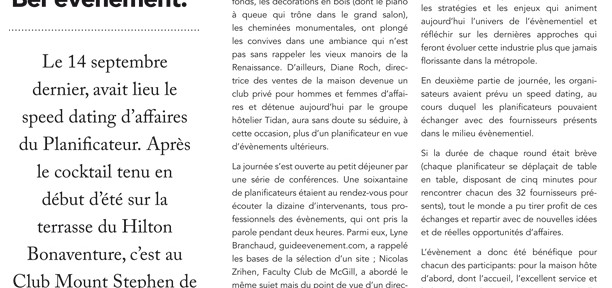 Bel événement.
Le 14 septembre
dernier, avait lieu le
speed dating d'affaires
du Planificateur. Après
le cocktail tenu en
début d'été sur la
terrasse du Hilton
Bonaventure, c'est au
Club Mount Stephen de
fonds, les décorations en bois (dont le piano
à queue qui trône dans le grand salon),
les cheminées monumentales, ont plongé
les convives dans une ambiance qui n'est
pas sans rappeler les vieux manoirs de la
Renaissance. D'ailleurs, Diane Roch, direc-
trice des ventes de la maison devenue un
club privé pour hommes et femmes d'affai-
res et détenue aujourd'hui par le groupe
hôtelier Tidan, aura sans doute su séduire, à
cette occasion, plus d'un planificateur en vue
d'évènements ultérieurs.
La journée s'est ouverte au petit déjeuner par
une série de conférences. Une soixantaine
de planificateurs étaient au rendez-vous pour
écouter la dizaine d'intervenants, tous pro-
fessionnels des évènements, qui ont pris la
parole pendant deux heures. Parmi eux, Lyne
Branchaud, guideevenement.com, a rappelé
les bases de la sélection d'un site ; Nicolas
Zrihen, Faculty Club de McGill, a abordé le
même sujet mais du point de vue d'un direc-
les stratégies et les enjeux qui animent
aujourd'hui l'univers de l'évènementiel et
réfléchir sur les dernières approches qui
feront évoluer cette industrie plus que jamais
florissante dans la métropole.
En deuxième partie de journée, les organi-
sateurs avaient prévu un speed dating, au
cours duquel les planificateurs pouvaient
échanger avec des fournisseurs présents
dans le milieu évènementiel.
Si la durée de chaque round était brève
(chaque planificateur se déplaçait de table
en table, disposant de cinq minutes pour
rencontrer chacun des 32 fournisseurs pré-
sents), tout le monde a pu tirer profit de ces
échanges et repartir avec de nouvelles idées
et de réelles opportunités d'affaires.
L'évènement a donc été bénéfique pour
chacun des participants: pour la maison hôte
d'abord, dont l'accueil, l'excellent service et